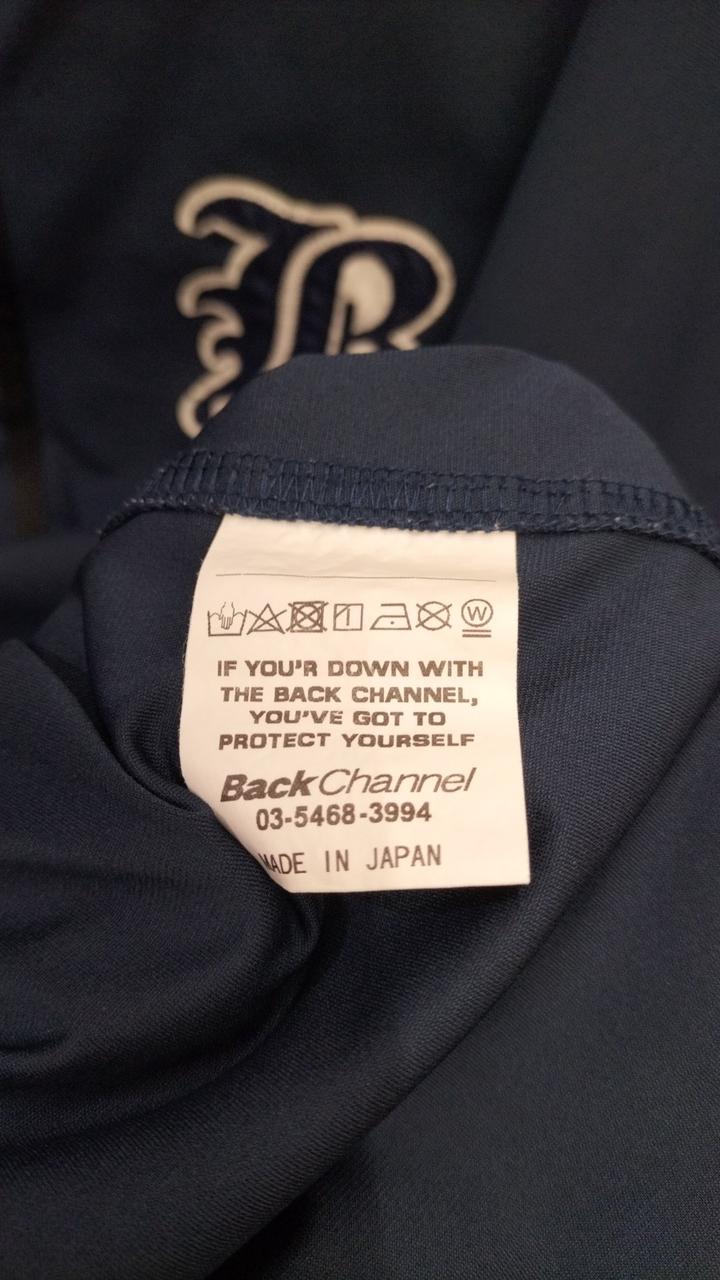 B
W
IF YOU'R DOWN WITH
THE BACK CHANNEL,
YOU'VE GOT TO
PROTECT YOURSELF
BackChannel
03-5468-3994
MADE IN JAPAN